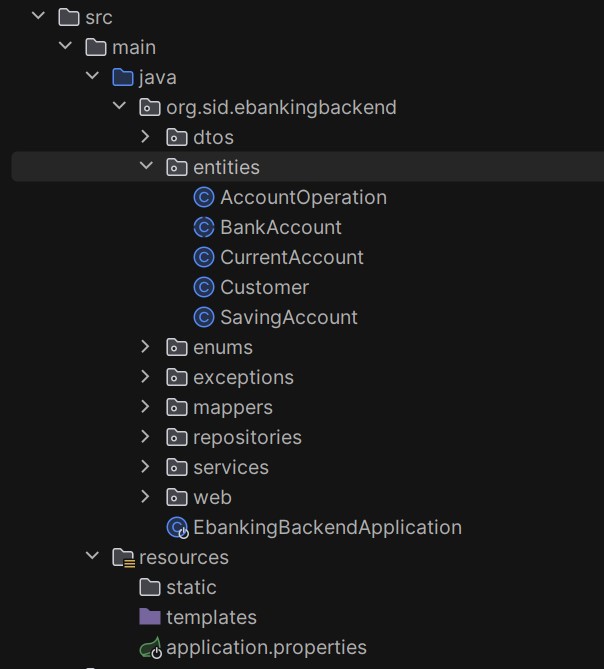 src
main
java
org.sid.ebankingbackend
dtos
entities
C AccountOperation
C BankAccount
C CurrentAccount
C Customer
C SavingAccount
enums
exceptions
mappers
repositories
services
web
C EbankingBackendApplication
resources
static
templates
application.properties